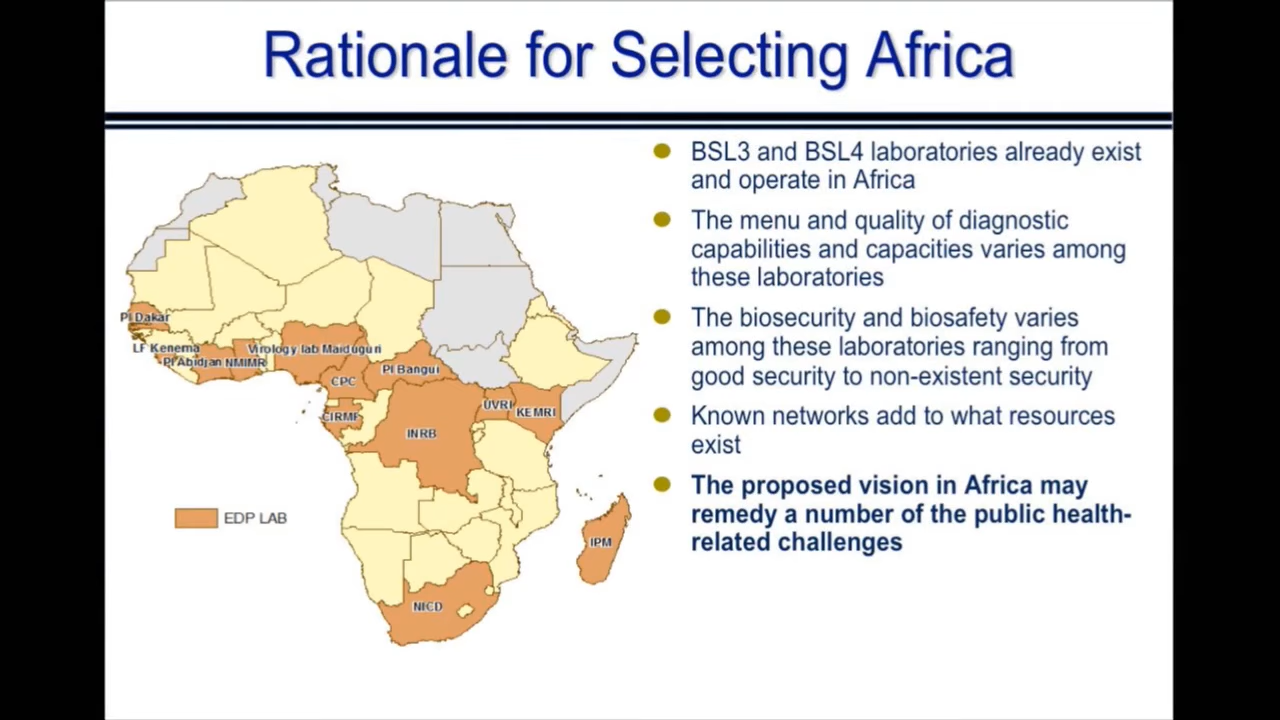 Rationale for Selecting Africa
BSL3 and BSL4 laboratories already exist
and operate in Africa
The menu and quality of diagnostic
capabilities and capacities varies among
these laboratories
The biosecurity and biosafety varies
among these laboratories ranging from
good security to non-existent security
Known networks add to what resources
exist
The proposed vision in Africa may
remedy a number of the public health-
related challenges
PI Dakar
LF Kenema
PI Abidjan
NMIMR
Virology lab Maiduguri
CPC
PI Bangui
CIRMF
INRB
UVRI
KEMRI
IPM
NICD
EDP LAB